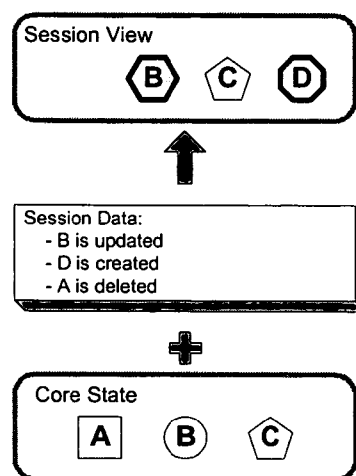 Session View
B C D
Session Data:
- B is updated
- D is created
- A is deleted
Core State
A B C